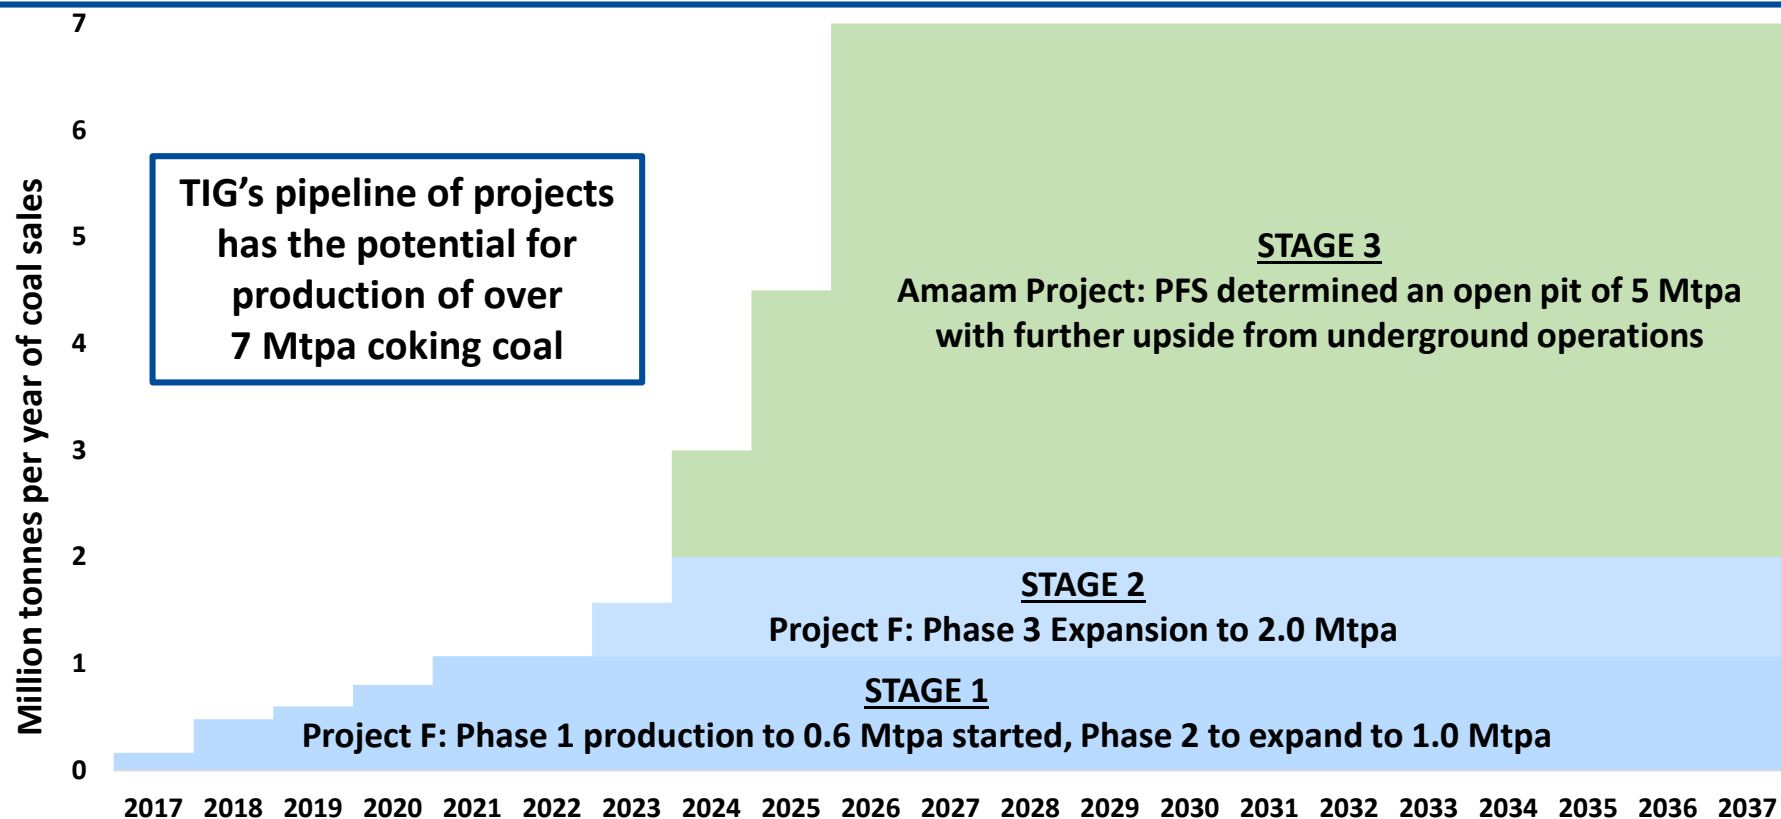 7
6
5
4
3
2
1
0
Million tonnes per year of coal sales
TIG’s pipeline of projects
has the potential for
production of over
7 Mtpa coking coal
STAGE 3
Amaam Project: PFS determined an open pit of 5 Mtpa
with further upside from underground operations
STAGE 2
Project F: Phase 3 Expansion to 2.0 Mtpa
STAGE 1
Project F: Phase 1 production to 0.6 Mtpa started, Phase 2 to expand to 1.0 Mtpa
2017 2018 2019 2020 2021 2022 2023 2024 2025 2026 2027 2028 2029 2030 2031 2032 2033 2034 2035 2036 2037